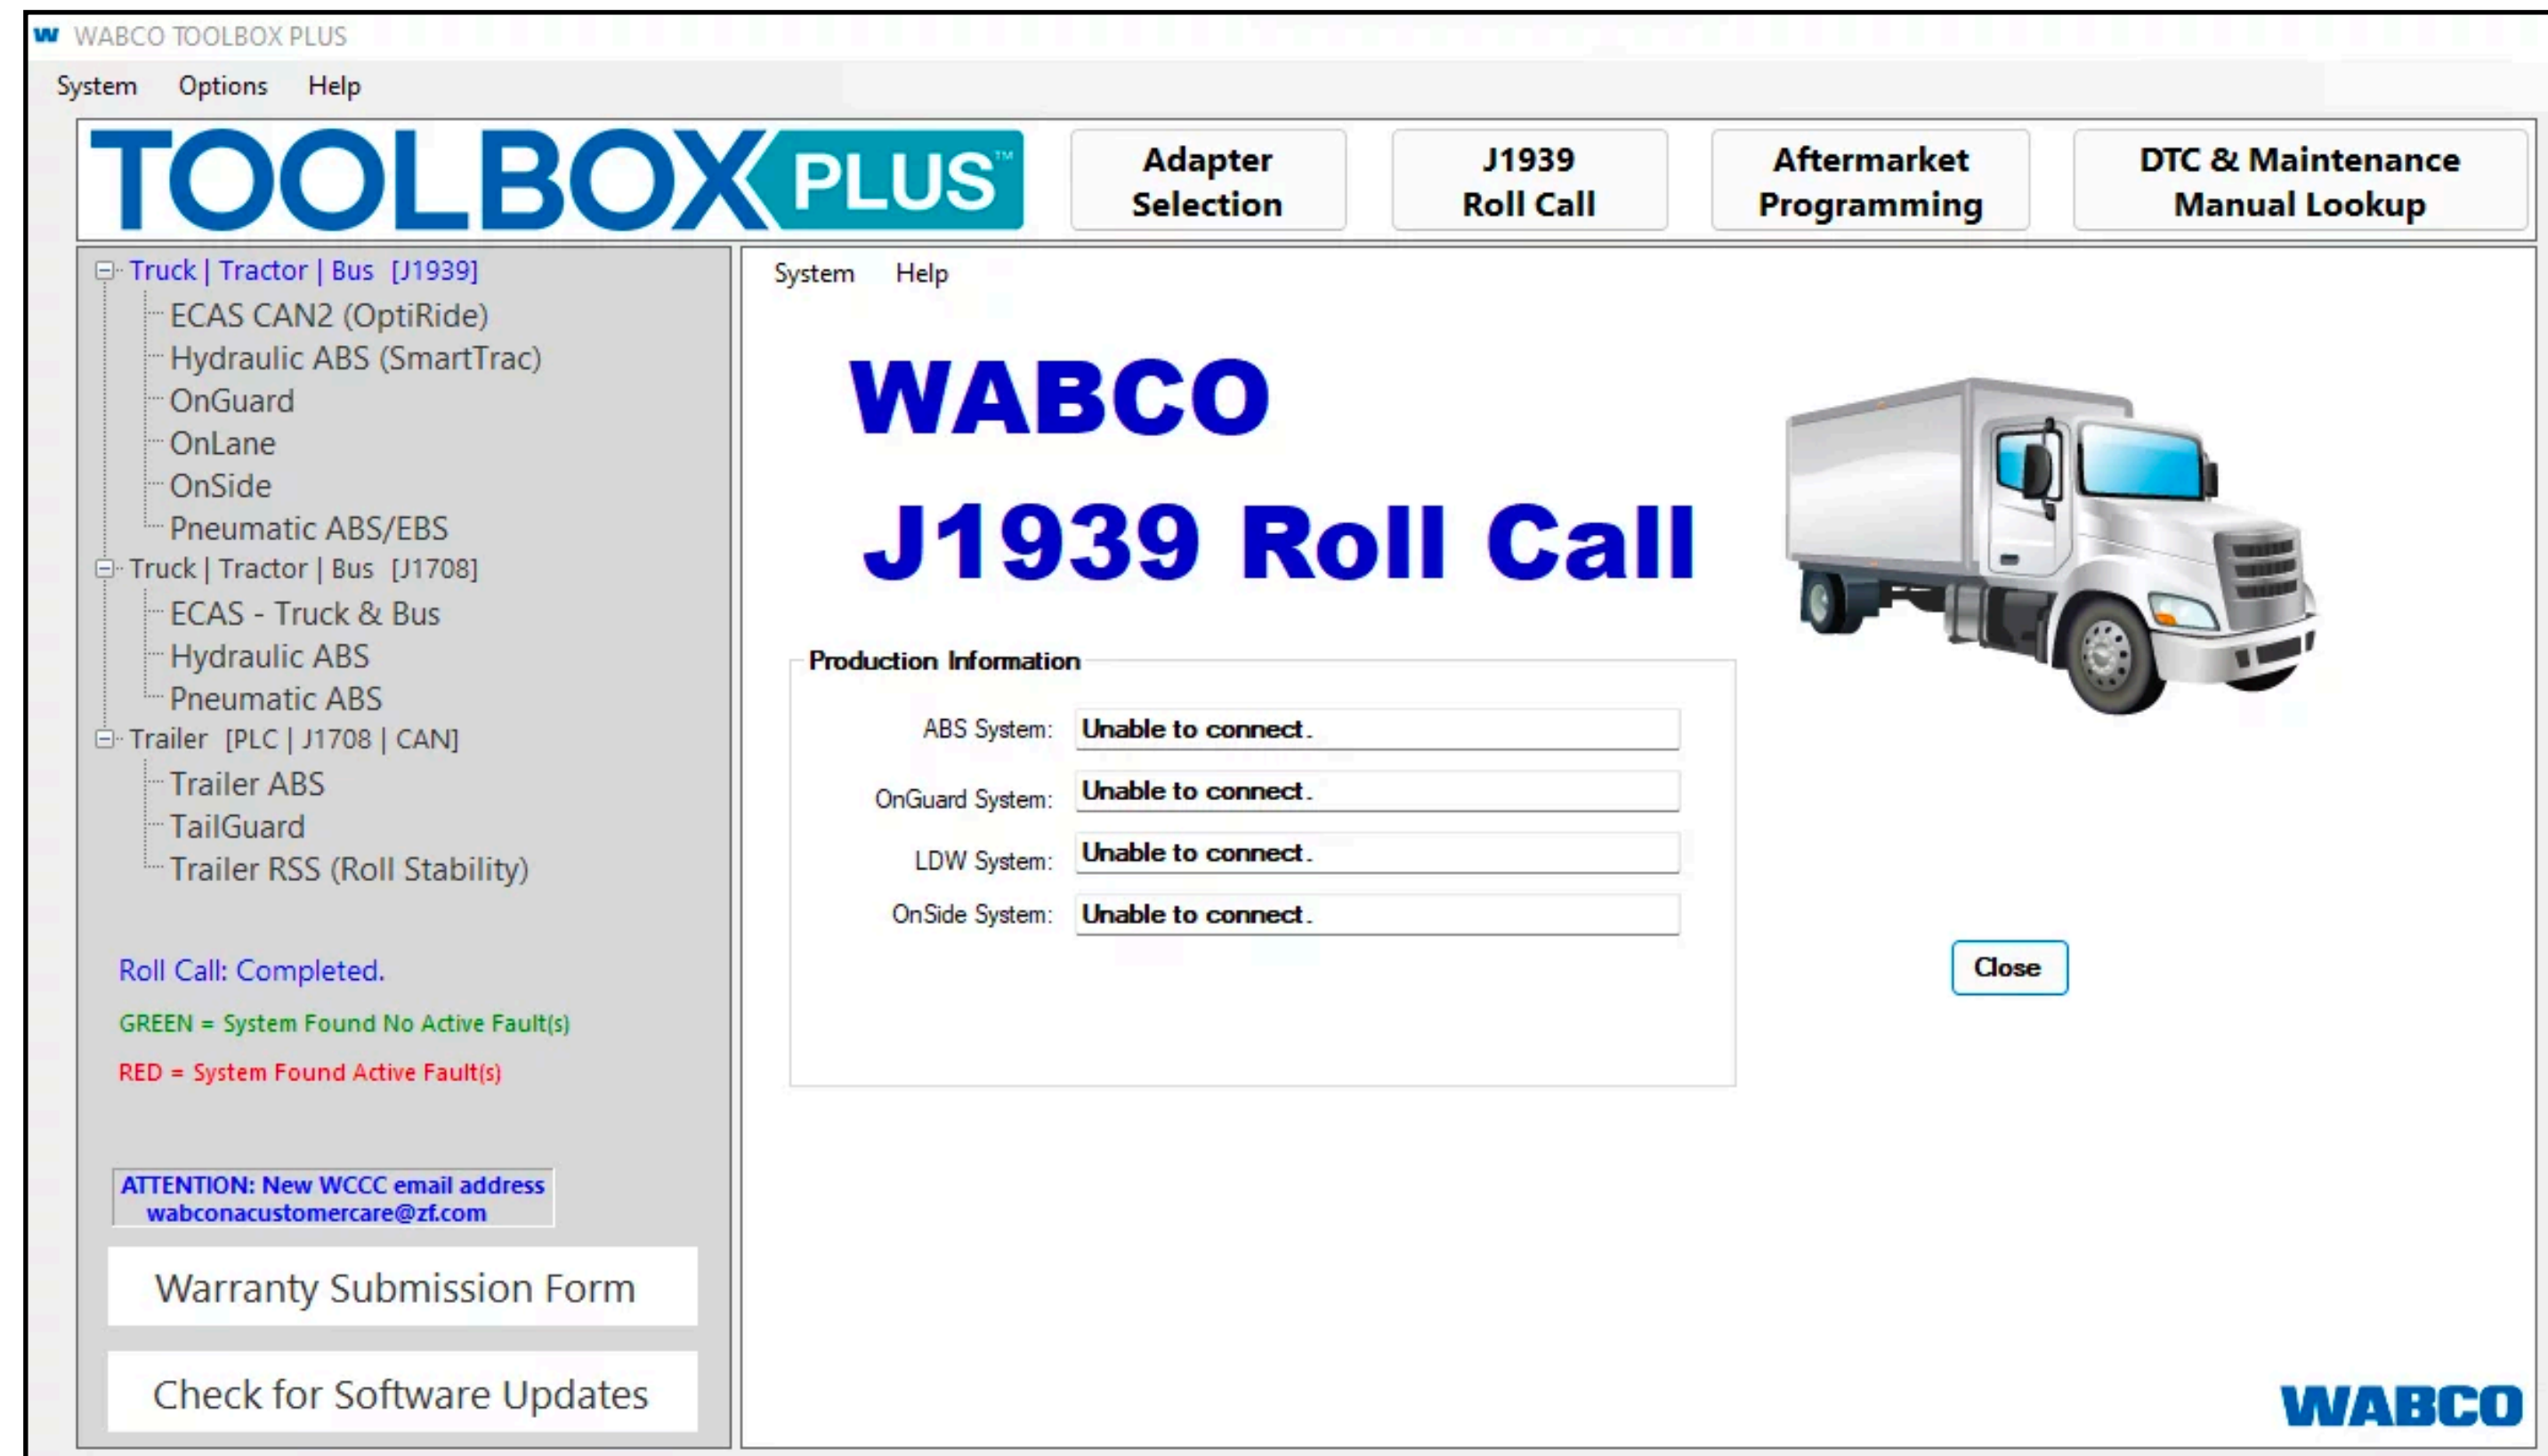 WABCO TOOLBOX PLUS
System Options Help
TOOLBOX PLUS™
Adapter
Selection
J1939
Roll Call
Aftermarket
Programming
DTC & Maintenance
Manual Lookup
Truck | Tractor | Bus [J1939]
ECAS CAN2 (OptiRide)
Hydraulic ABS (SmartTrac)
OnGuard
OnLane
OnSide
Pneumatic ABS/EBS
Truck | Tractor | Bus [J1708]
ECAS - Truck & Bus
Hydraulic ABS
Pneumatic ABS
Trailer [PLC | J1708 | CAN]
Trailer ABS
TailGuard
Trailer RSS (Roll Stability)
Roll Call: Completed.
GREEN = System Found No Active Fault(s)
RED = System Found Active Fault(s)
ATTENTION: New WCCC email address
wabconacustomercare@zf.com
Warranty Submission Form
Check for Software Updates
System Help
WABCO
J1939 Roll Call
Production Information
ABS System: Unable to connect.
OnGuard System: Unable to connect.
LDW System: Unable to connect.
OnSide System: Unable to connect.
Close
WABCO